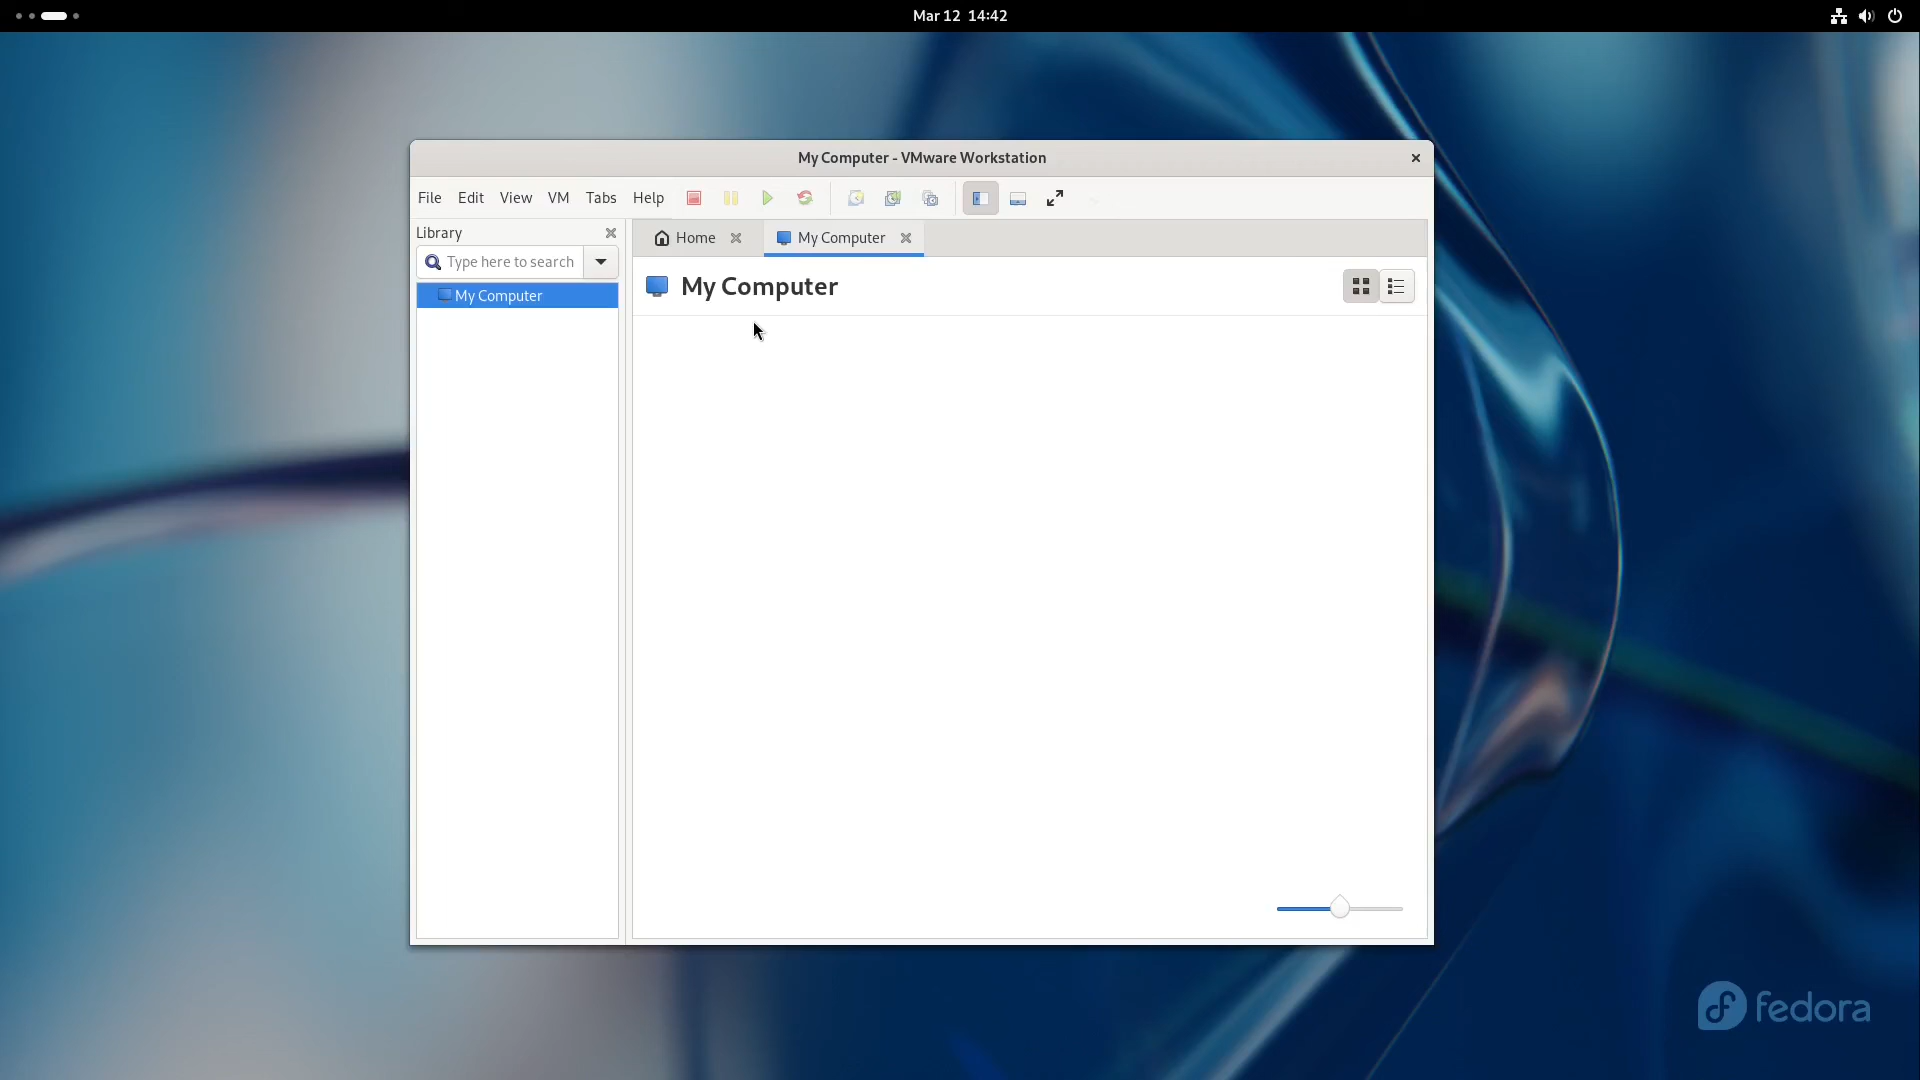 Mar 12 14:42
My Computer - VMware Workstation
File Edit View VM Tabs Help
Library
Home
My Computer
Type here to search
My Computer
My Computer
fedora